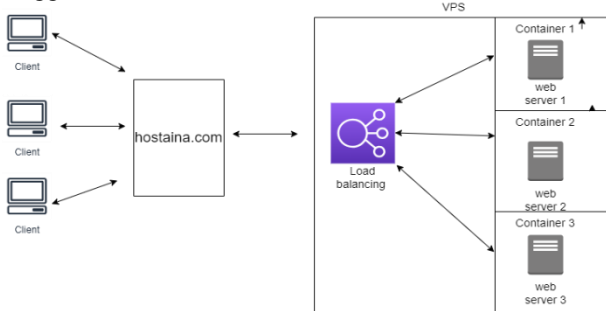 VPS
Client
Client
Client
hostaina.com
Load
balancing
Container 1
web
server 1
Container 2
web
server 2
Container 3
web
server 3